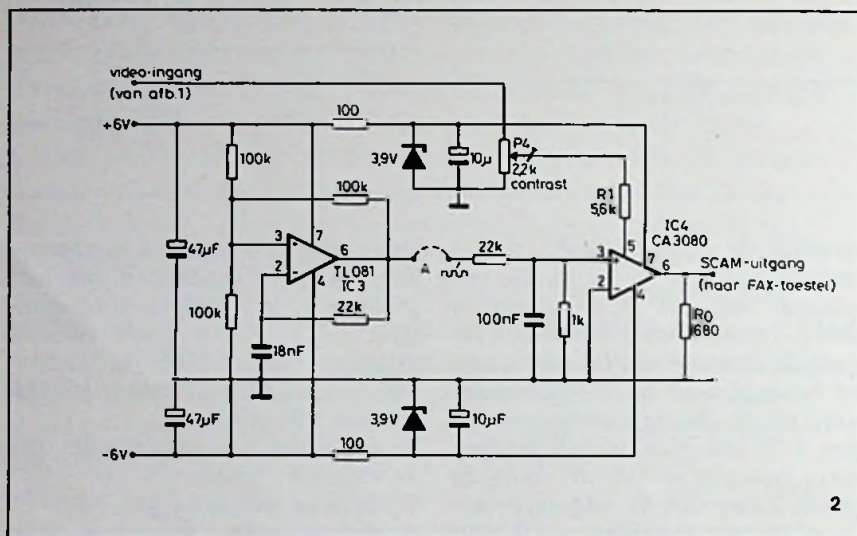 video-ingang
(van afb.1)
+6V
100
100k
3,9V
10µ
P4
2,2k
contrast
100k
R1
5,6k
47µF
3
7
6
2
4
TL081
IC3
A
22k
IC4
CA3080
3
5
7
6
2
4
SCAM-uitgang
(naar FAX-toestel)
100k
22k
100nF
1k
R0
680
18nF
47µF
3,9V
10µF
100
-6V
2